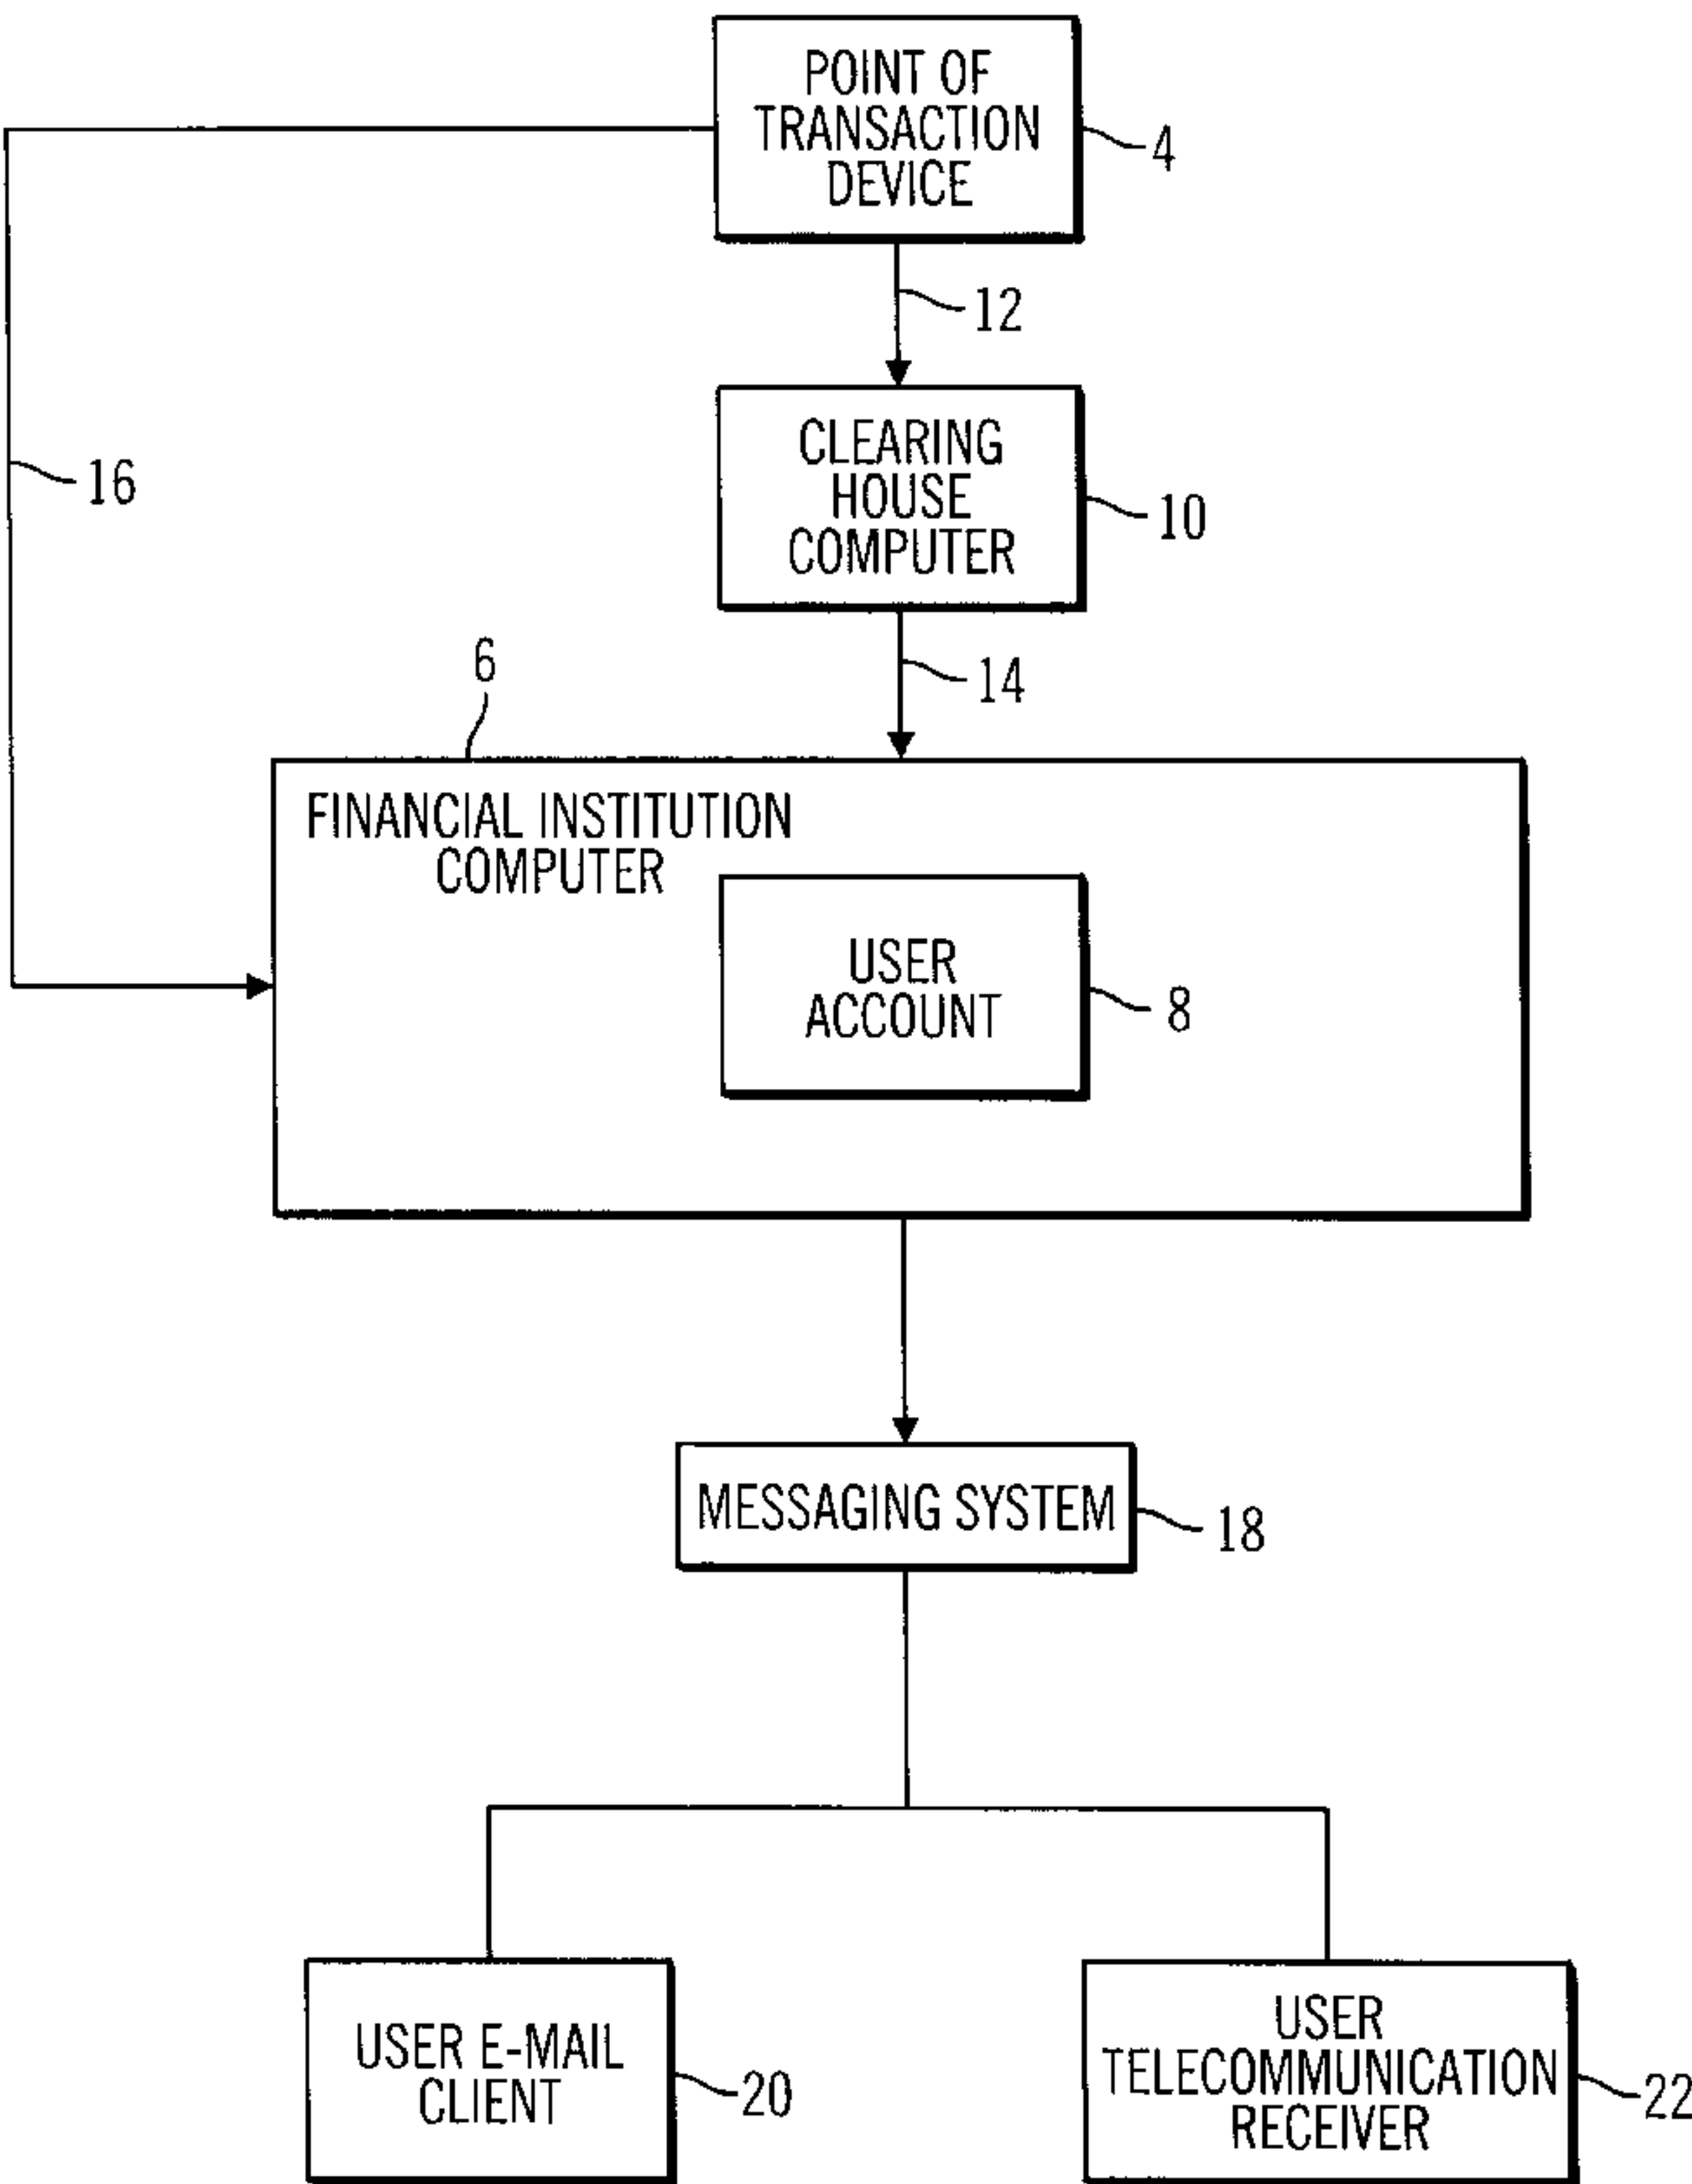 POINT OF
TRANSACTION
DEVICE
4
12
CLEARING
HOUSE
COMPUTER
16
10
6
14
FINANCIAL INSTITUTION
COMPUTER
USER
ACCOUNT
8
MESSAGING SYSTEM
18
USER E-MAIL
CLIENT
20
USER
TELECOMMUNICATION
RECEIVER
22